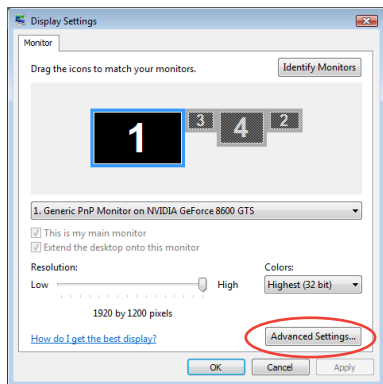 Display Settings
Monitor
Drag the icons to match your monitors.
Identify Monitors
1
3
4
2
1. Generic PnP Monitor on NVIDIA GeForce 8600 GTS
This is my main monitor
Extend the desktop onto this monitor
Resolution:
Colors:
Low
High
Highest (32 bit)
1920 by 1200 pixels
How do I get the best display?
Advanced Settings...
OK
Cancel
Apply